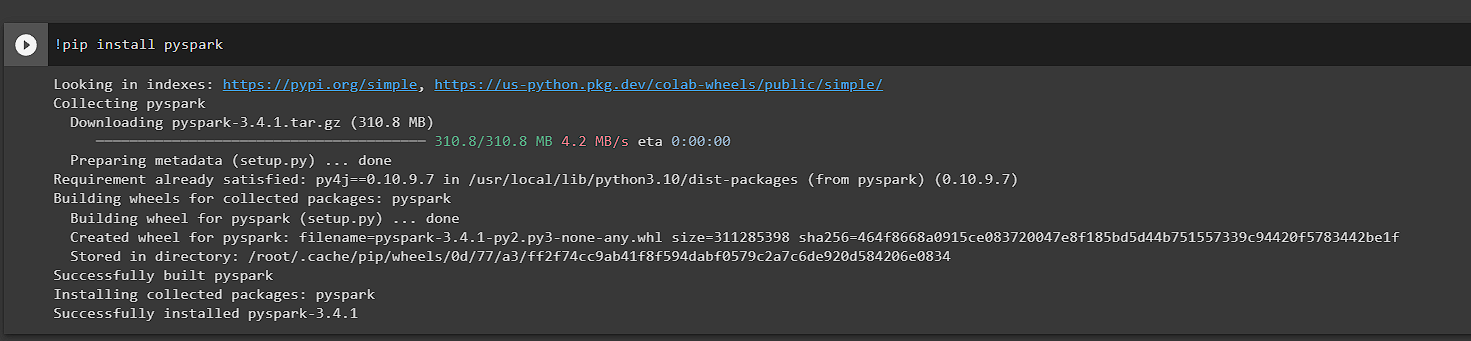 !pip install pyspark
Looking in indexes: https://pypi.org/simple, https://us-python.pkg.dev/colab-wheels/public/simple/
Collecting pyspark
Downloading pyspark-3.4.1.tar.gz (310.8 MB)
310.8/310.8 MB 4.2 MB/s eta 0:00:00
Preparing metadata (setup.py) ... done
Requirement already satisfied: py4j==0.10.9.7 in /usr/local/lib/python3.10/dist-packages (from pyspark) (0.10.9.7)
Building wheels for collected packages: pyspark
Building wheel for pyspark (setup.py) ... done
Created wheel for pyspark: filename=pyspark-3.4.1-py2.py3-none-any.whl size=311285398 sha256=464f8668a0915ce083720047e8f185bd5d44b751557339c94420f5783442be1f
Stored in directory: /root/.cache/pip/wheels/0d/77/a3/ff2f74cc9ab41f8f594dabf0579c2a7c6de920d584206e0834
Successfully built pyspark
Installing collected packages: pyspark
Successfully installed pyspark-3.4.1